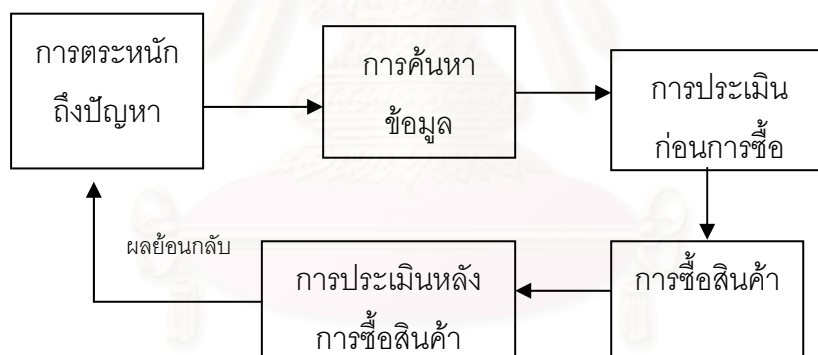 การตระหนัก
ถึงปัญหา
การค้นหา
ข้อมูล
การประเมิน
ก่อนการซื้อ
การซื้อสินค้า
การประเมินหลัง
การซื้อสินค้า
ผลย้อนกลับ